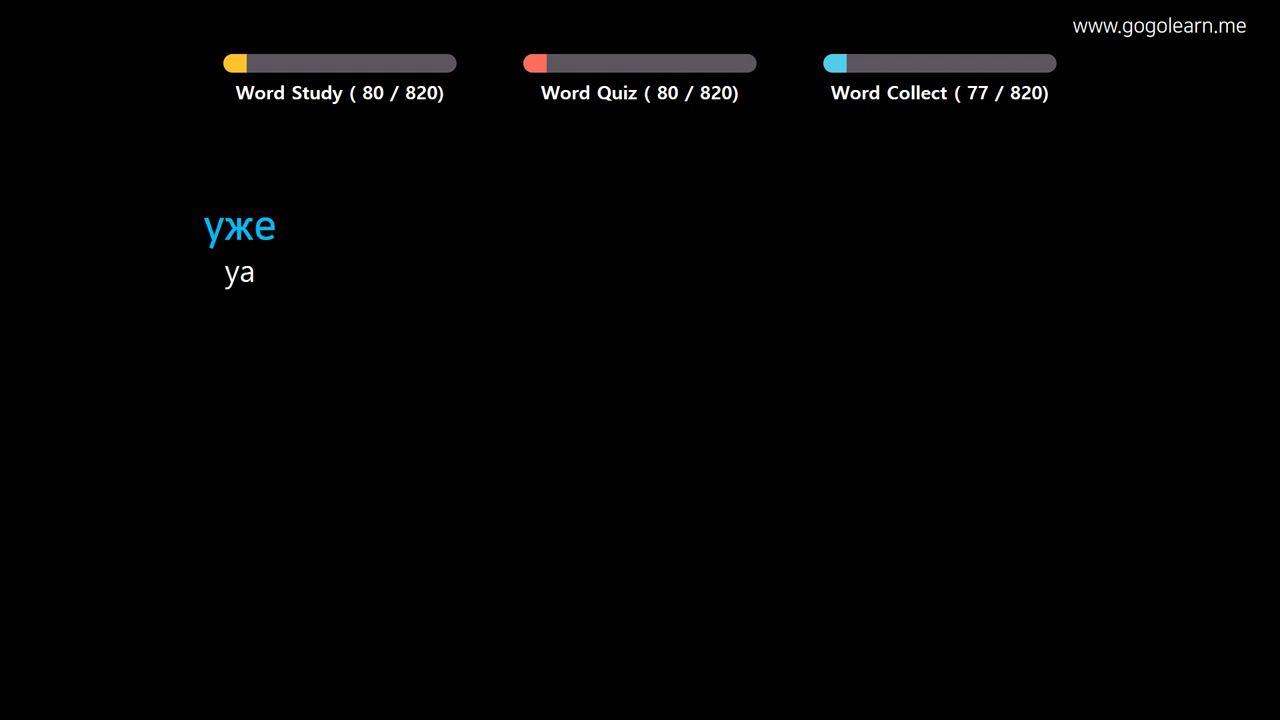 www.gogolearn.me
Word Study ( 80 / 820)
Word Quiz ( 80 / 820)
Word Collect ( 77 / 820)
уже
ya